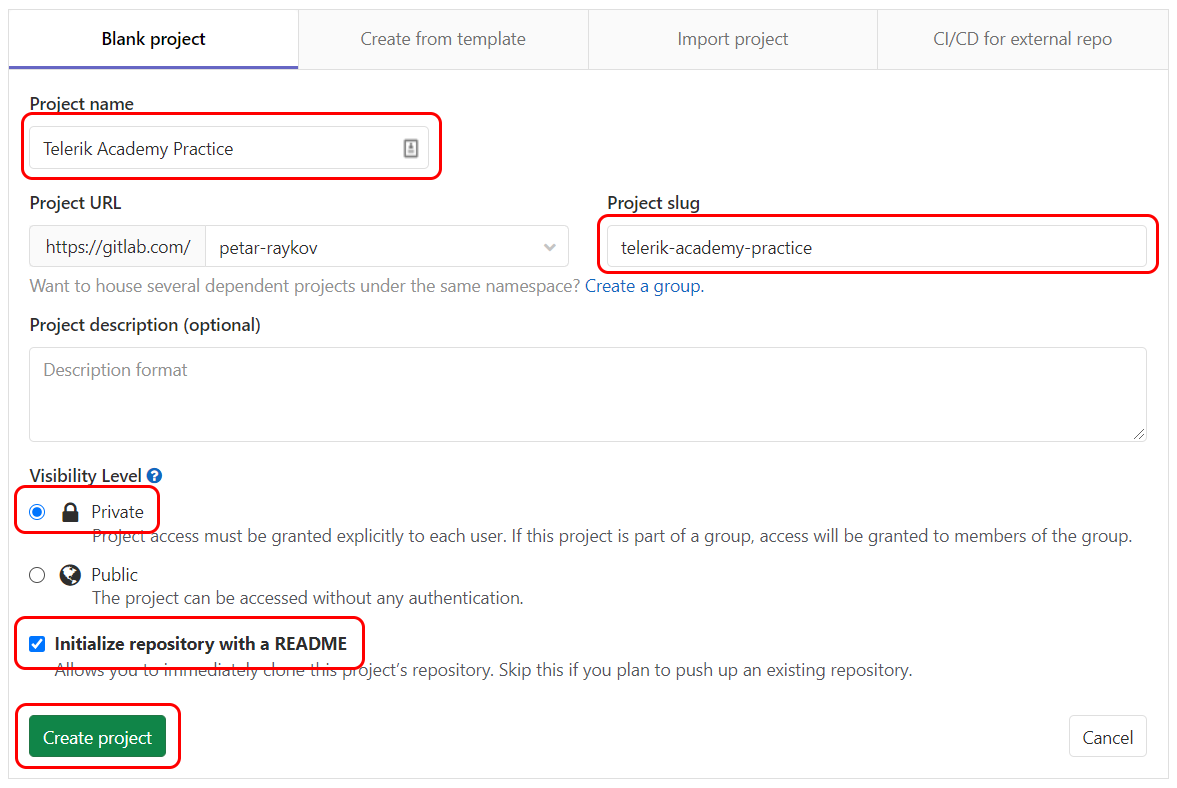 Blank project
Create from template
Import project
CI/CD for external repo
Project name
Telerik Academy Practice
Project URL
Project slug
https://gitlab.com/
petar-raykov
telerik-academy-practice
Want to house several dependent projects under the same namespace? Create a group.
Project description (optional)
Description format
Visibility Level ?
Private
Project access must be granted explicitly to each user. If this project is part of a group, access will be granted to members of the group.
Public
The project can be accessed without any authentication.
Initialize repository with a README
Allows you to immediately clone this project’s repository. Skip this if you plan to push up an existing repository.
Create project
Cancel